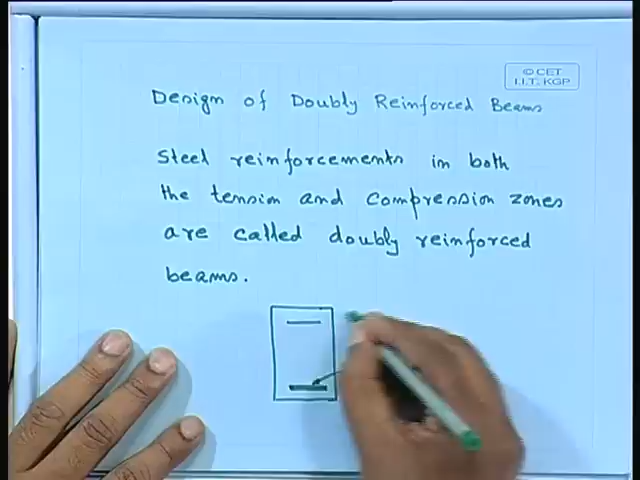 © CET
I.I.T. KGP
Design of Doubly Reinforced Beams
Steel reinforcements in both
the tension and compression zones
are called doubly reinforced
beams.